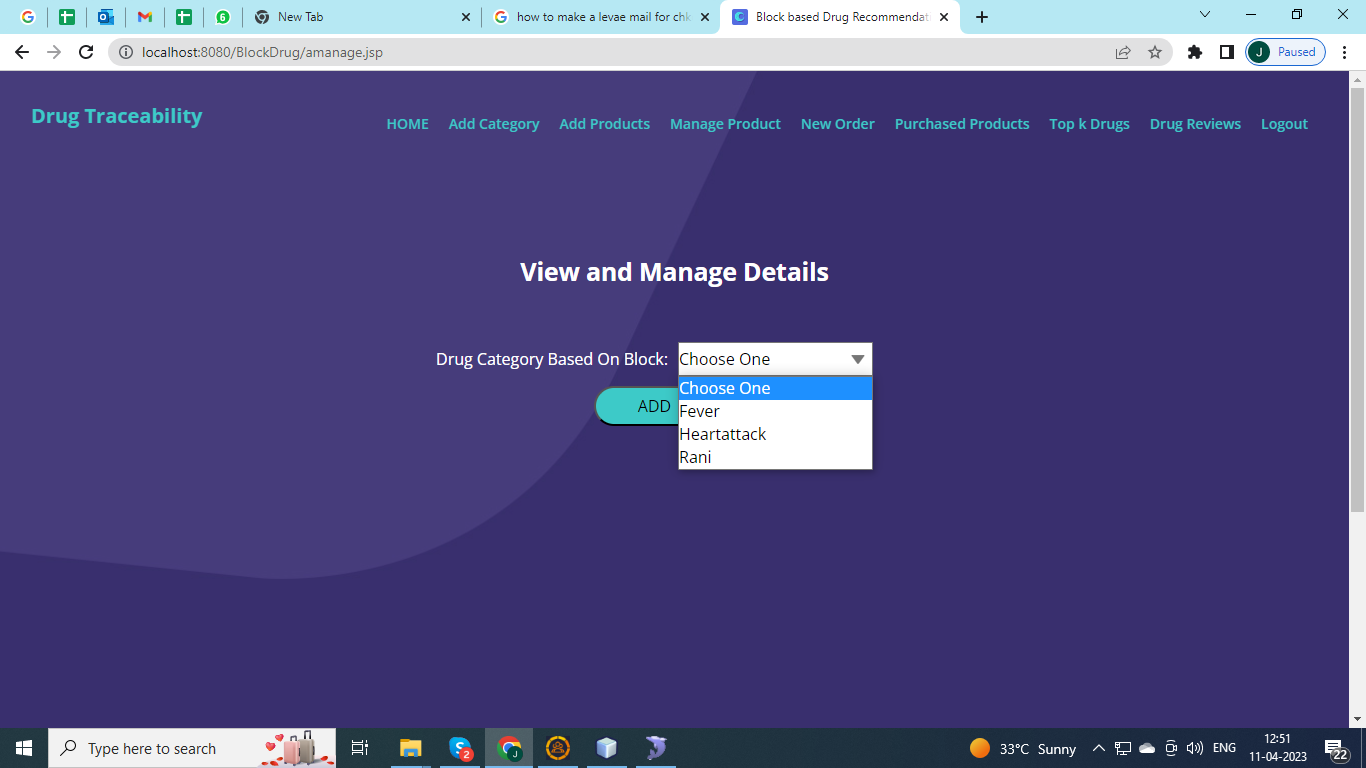 New Tab
how to make a levae mail for chk
Block based Drug Recommendat
6
localhost:8080/BlockDrug/amanage.jsp
J Paused
Drug Traceability
HOME Add Category Add Products Manage Product New Order Purchased Products Top k Drugs Drug Reviews Logout
View and Manage Details
Drug Category Based On Block: Choose One
Choose One
ADD
Fever
Heartattack
Rani
Type here to search
2
J
33°C Sunny
ENG
12:51
11-04-2023
22